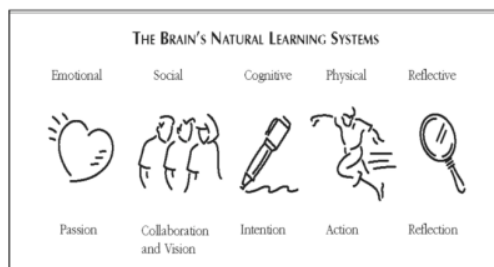 THE BRAIN'S NATURAL LEARNING SYSTEMS
Emotional Social Cognitive Physical Reflective
Passion Collaboration and Vision Intention Action Reflection